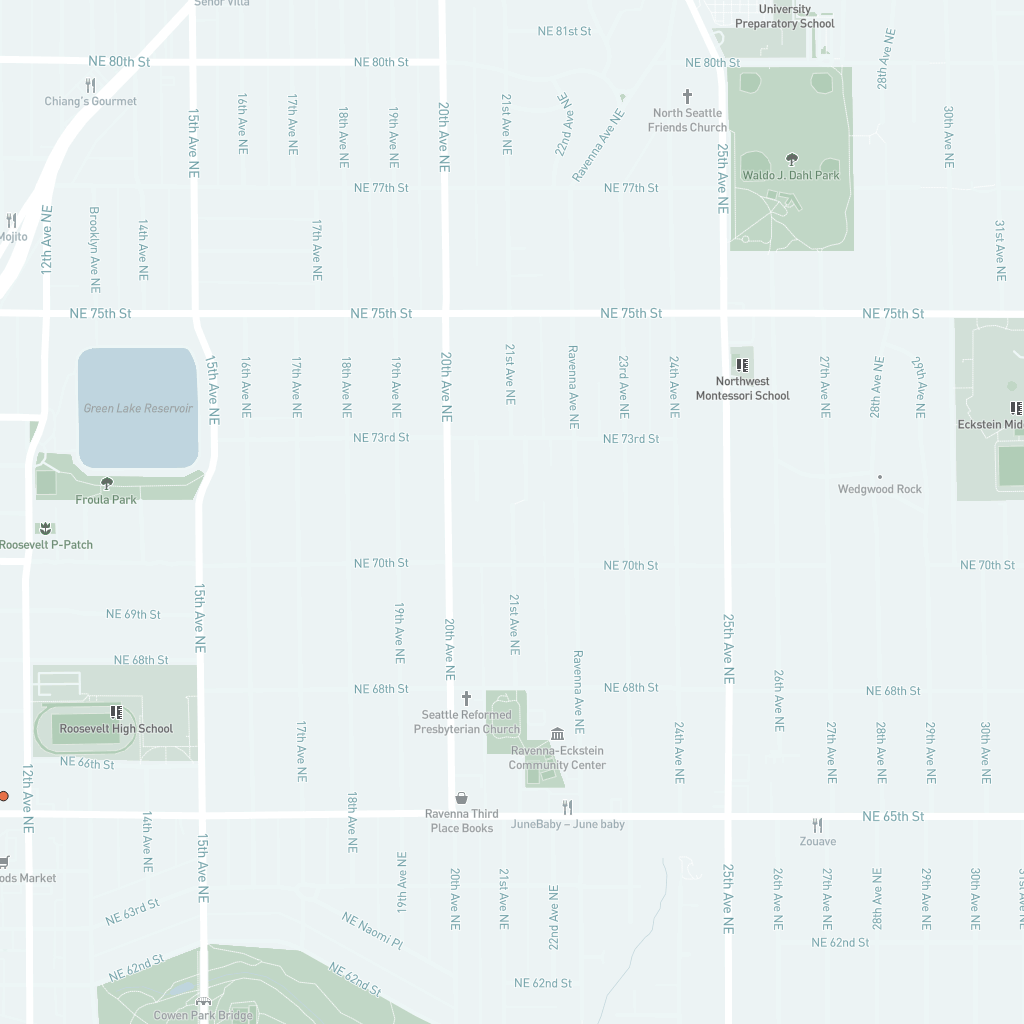 Señor Villa
University
Preparatory School
NE 81st St
NE 80th St
NE 80th St
NE 80th St
28th Ave NE
Chiang's Gourmet
16th Ave NE
17th Ave NE
18th Ave NE
19th Ave NE
15th Ave NE
20th Ave NE
21st Ave NE
22nd Ave NE
Ravenna Ave NE
North Seattle
Friends Church
30th Ave NE
25th Ave NE
Waldo J. Dahl Park
NE 77th St
NE 77th St
Mojito
12th Ave NE
Brooklyn Ave NE
14th Ave NE
17th Ave NE
31st Ave NE
NE 75th St
NE 75th St
NE 75th St
NE 75th St
15th Ave NE
16th Ave NE
17th Ave NE
18th Ave NE
19th Ave NE
20th Ave NE
21st Ave NE
Ravenna Ave NE
23rd Ave NE
24th Ave NE
Northwest
Montessori School
27th Ave NE
28th Ave NE
29th Ave NE
Green Lake Reservoir
Eckstein Mid
NE 73rd St
NE 73rd St
Froula Park
Wedgwood Rock
Roosevelt P-Patch
NE 70th St
NE 70th St
NE 70th St
15th Ave NE
NE 69th St
19th Ave NE
20th Ave NE
21st Ave NE
25th Ave NE
NE 68th St
NE 68th St
NE 68th St
NE 68th St
Ravenna Ave NE
26th Ave NE
Roosevelt High School
Seattle Reformed
Presbyterian Church
17th Ave NE
24th Ave NE
27th Ave NE
28th Ave NE
29th Ave NE
30th Ave NE
Ravenna-Eckstein
Community Center
NE 66th St
12th Ave NE
14th Ave NE
15th Ave NE
18th Ave NE
Ravenna Third
Place Books
JuneBaby – June baby
NE 65th St
Zouave
ods Market
19th Ave NE
20th Ave NE
21st Ave NE
22nd Ave NE
25th Ave NE
26th Ave NE
27th Ave NE
28th Ave NE
29th Ave NE
30th Ave NE
31st
NE 63rd St
NE Naomi Pl
NE 62nd St
NE 62nd St
NE 62nd St
NE 62nd St
Cowen Park Bridge